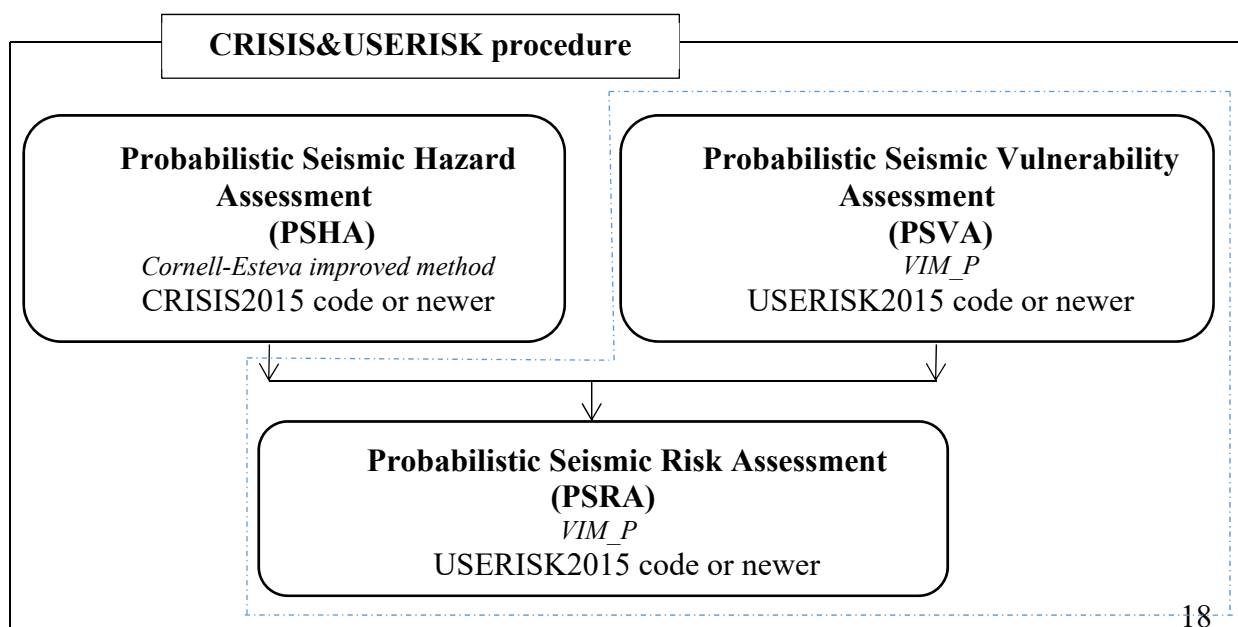 CRISIS&USERISK procedure
Probabilistic Seismic Hazard
Assessment
(PSHA)
Cornell-Esteva improved method
CRISIS2015 code or newer
Probabilistic Seismic Vulnerability
Assessment
(PSVA)
VIM_P
USERISK2015 code or newer
Probabilistic Seismic Risk Assessment
(PSRA)
VIM_P
USERISK2015 code or newer
18